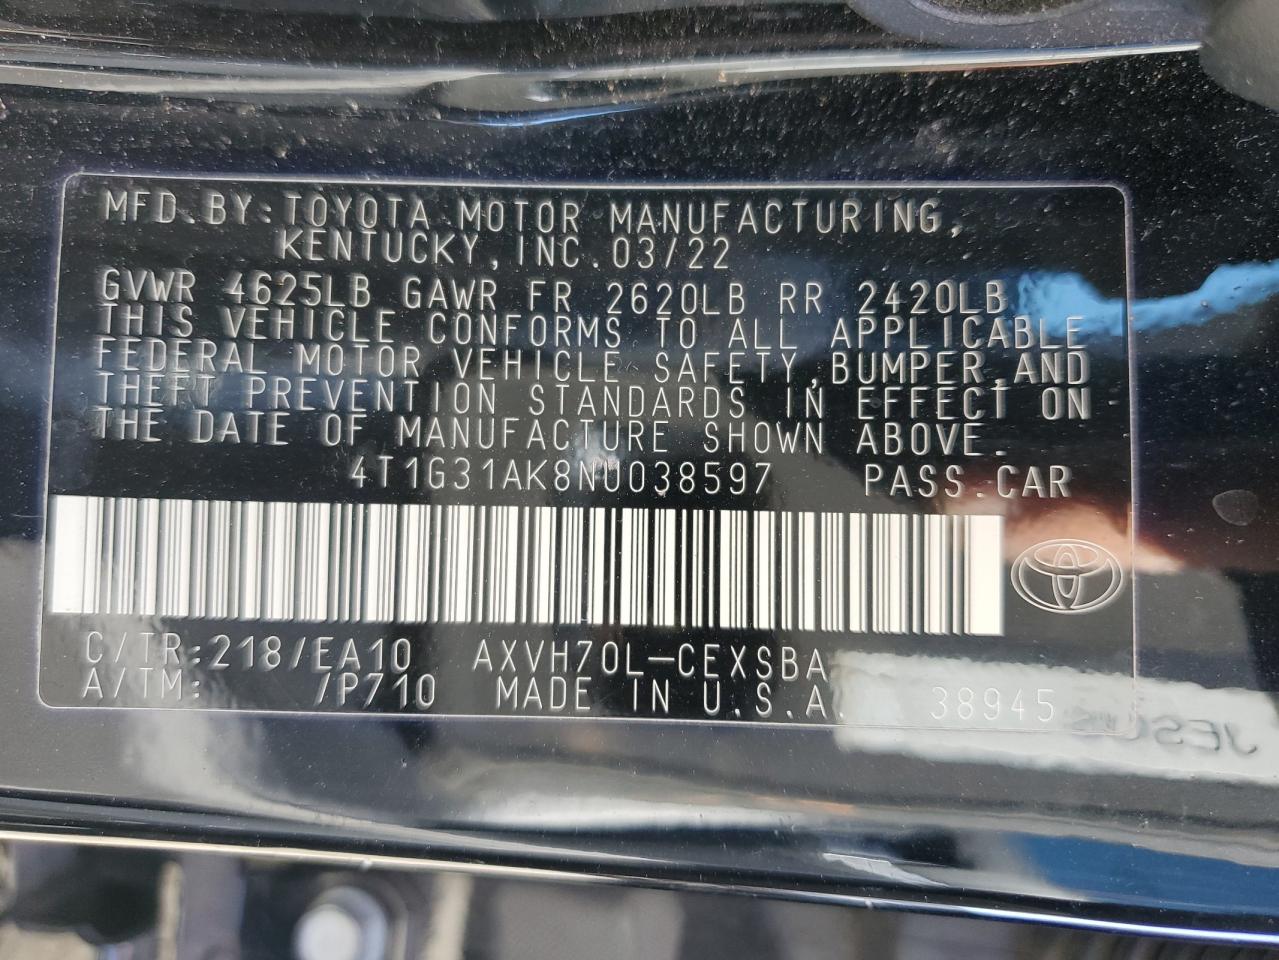 MFD.BY:TOYOTA MOTOR MANUFACTURING,
KENTUCKY,INC.03/22
GVWR 4625LB GAWR FR 2620LB RR 2420LB
THIS VEHICLE CONFORMS TO ALL APPLICABLE
FEDERAL MOTOR VEHICLE SAFETY,BUMPER,AND
THEFT PREVENTION STANDARDS IN EFFECT ON
THE DATE OF MANUFACTURE SHOWN ABOVE.
4T1G31AK8NU038597 PASS.CAR
C/TR:218/EA10 AXVH70L-CEXSBA
A/TM: /P710 MADE IN U.S.A. 38945